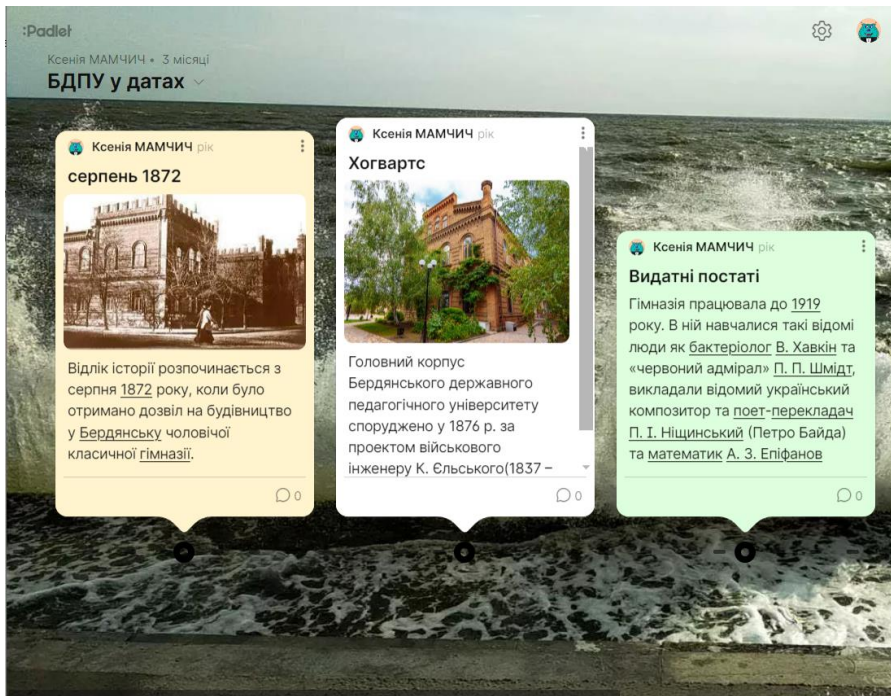 :Padlet
Ксенія МАМЧИЧ • 3 місяці
БДПУ у датах
Ксенія МАМЧИЧ рік
серпень 1872
Відлік історії розпочинається з
серпня 1872 року, коли було
отримано дозвіл на будівництво
у Бердянську чоловічої
класичної гімназії.
0
Ксенія МАМЧИЧ рік
Хогвартс
Головний корпус
Бердянського державного
педагогічного університету
споруджено у 1876 р. за
проектом військового
інженеру К. Єльського(1837 –
0
Ксенія МАМЧИЧ рік
Видатні постаті
Гімназія працювала до 1919
року. В ній навчалися такі відомі
люди як бактеріолог В. Хавкін та
«червоний адмірал» П. П. Шмідт,
викладали відомий український
композитор та поет-перекладач
П. І. Ніщинський (Петро Байда)
та математик А. З. Епіфанов
0